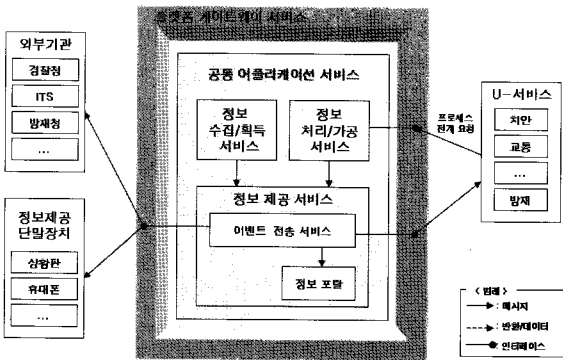 플랫폼 게이트웨이 서비스
외부기관
경찰청
ITS
방재청
...
정보제공
단말장치
상황판
휴대폰
...
공통 어플리케이션 서비스
정보
수집/획득
서비스
정보
처리/가공
서비스
정보 제공 서비스
이벤트 전송 서비스
정보 포탈
프로세스
전개 요청
U-서비스
치안
교통
...
방재
< 범례 >
: 메시지
: 반환/데이터
: 인터페이스